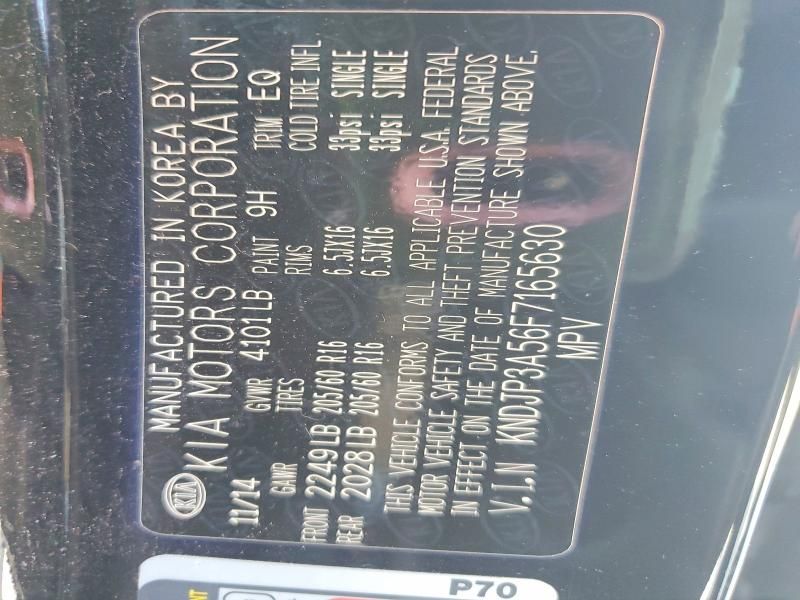 MANUFACTURED IN KOREA BY
KIA KIA MOTORS CORPORATION
11/14 GVWR 4101LB PAINT 9H TRIM EQ
GAWR TIRES RIMS COLD TIRE INFL.
FRONT 2249LB 205/60 R16 6.5JX16 33psi SINGLE
REAR 2028LB 205/60 R16 6.5JX16 33psi SINGLE
THIS VEHICLE CONFORMS TO ALL APPLICABLE U.S.A. FEDERAL
MOTOR VEHICLE SAFETY AND THEFT PREVENTION STANDARDS
IN EFFECT ON THE DATE OF MANUFACTURE SHOWN ABOVE.
V.I.N KNDJP3A56F7165630
MPV
P70